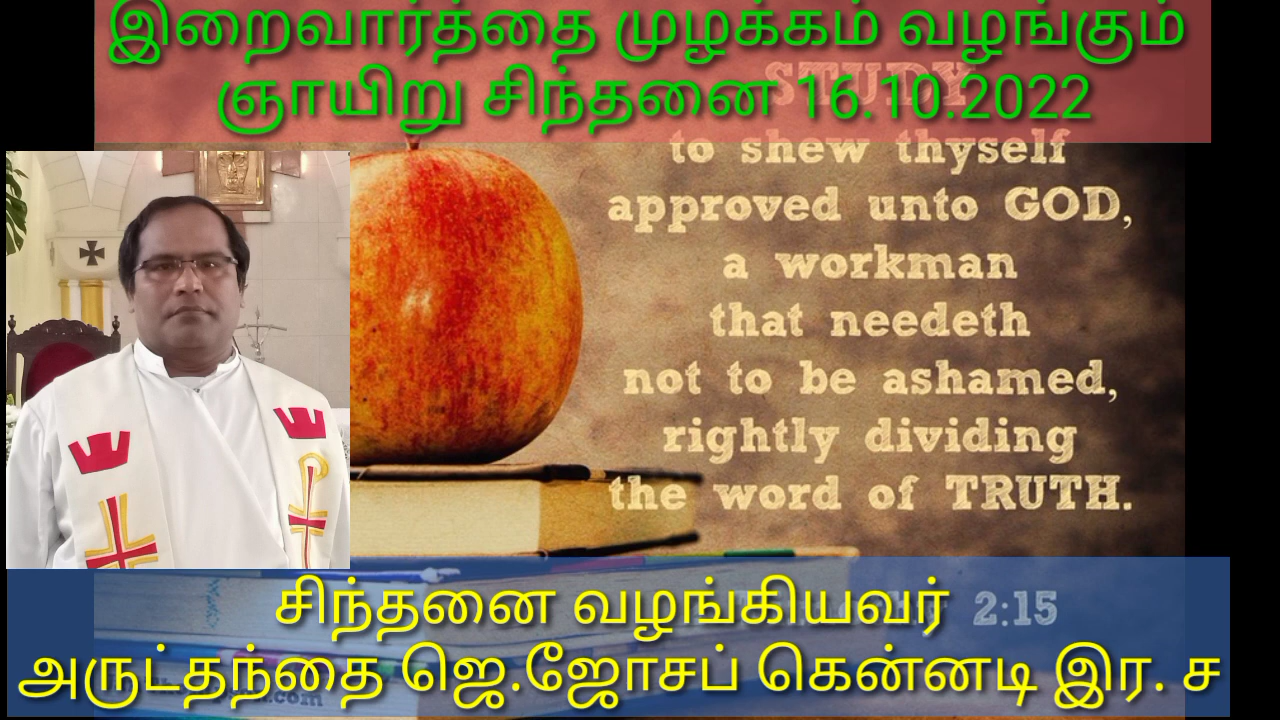 இறைவார்த்தை முழக்கம் வழங்கும்
ஞாயிறு சிந்தனை 16.10.2022
STUDY
to shew thyself
approved unto GOD,
a workman
that needeth
not to be ashamed,
rightly dividing
the word of TRUTH.
2:15
சிந்தனை வழங்கியவர்
அருட்தந்தை ஜெ.ஜோசப் கென்னடி இர. ச